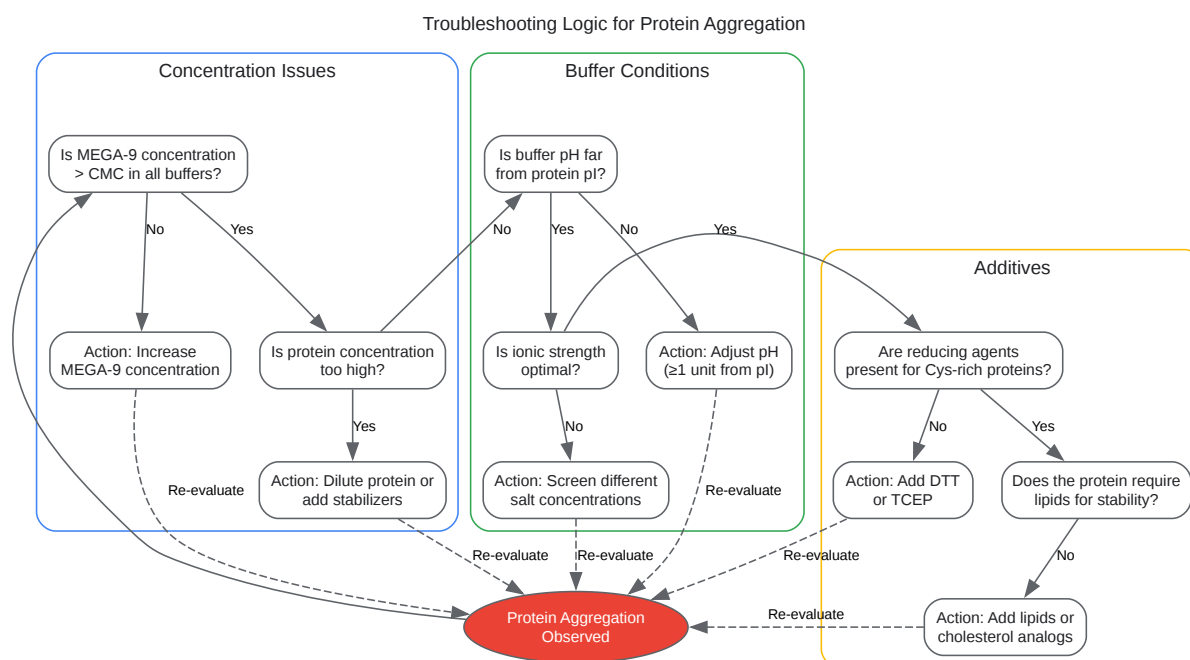 Troubleshooting Logic for Protein Aggregation
Concentration Issues
Buffer Conditions
Is MEGA-9 concentration
> CMC in all buffers?
Is buffer pH far
from protein pI?
No
Yes
No
Yes
No
Yes
Additives
Action: Increase
MEGA-9 concentration
Is protein concentration
too high?
Is ionic strength
optimal?
Action: Adjust pH
(≥1 unit from pI)
Are reducing agents
present for Cys-rich proteins?
Yes
No
No
Yes
Re-evaluate
Action: Dilute protein or
add stabilizers
Action: Screen different
salt concentrations
Re-evaluate
Action: Add DTT
or TCEP
Does the protein require
lipids for stability?
Re-evaluate
Re-evaluate
Re-evaluate
No
Protein Aggregation
Observed
Re-evaluate
Action: Add lipids or
cholesterol analogs